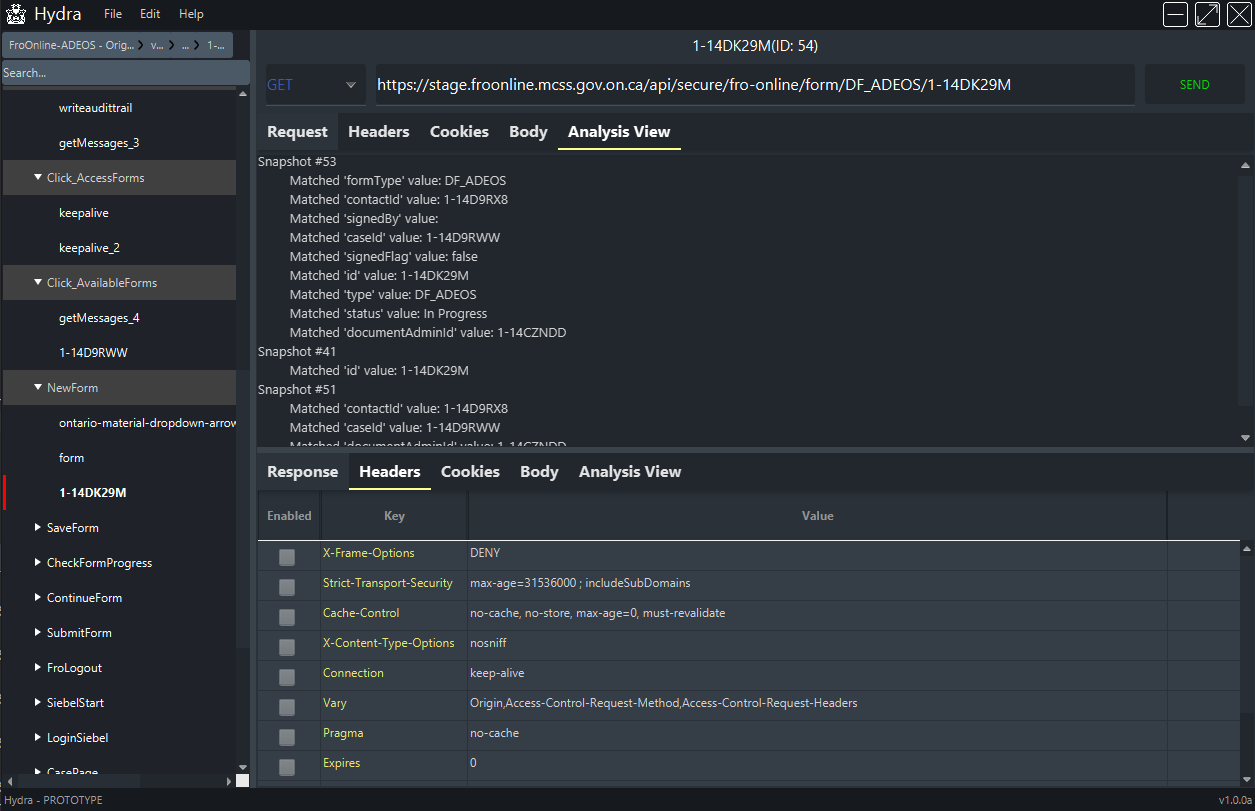 Hydra File Edit Help
FroOnline-ADEOS - Orig... v... ... 1-...
Search...
writeaudittrail
getMessages_3
Click_AccessForms
keepalive
keepalive_2
Click_AvailableForms
getMessages_4
1-14D9RWW
NewForm
ontario-material-dropdown-arrow
form
1-14DK29M
SaveForm
CheckFormProgress
ContinueForm
SubmitForm
FroLogout
SiebelStart
LoginSiebel
CasePage
1-14DK29M(ID: 54)
GET https://stage.froonline.mcss.gov.on.ca/api/secure/fro-online/form/DF_ADEOS/1-14DK29M SEND
Request Headers Cookies Body Analysis View
Snapshot #53
Matched 'formType' value: DF_ADEOS
Matched 'contactId' value: 1-14D9RX8
Matched 'signedBy' value:
Matched 'caseId' value: 1-14D9RWW
Matched 'signedFlag' value: false
Matched 'id' value: 1-14DK29M
Matched 'type' value: DF_ADEOS
Matched 'status' value: In Progress
Matched 'documentAdminId' value: 1-14CZNDD
Snapshot #41
Matched 'id' value: 1-14DK29M
Snapshot #51
Matched 'contactId' value: 1-14D9RX8
Matched 'caseId' value: 1-14D9RWW
Matched 'documentAdminId' value: 1-14CZNDD
Response Headers Cookies Body Analysis View
Enabled Key Value
X-Frame-Options DENY
Strict-Transport-Security max-age=31536000 ; includeSubDomains
Cache-Control no-cache, no-store, max-age=0, must-revalidate
X-Content-Type-Options nosniff
Connection keep-alive
Vary Origin,Access-Control-Request-Method,Access-Control-Request-Headers
Pragma no-cache
Expires 0
Hydra - PROTOTYPE v1.0.0a